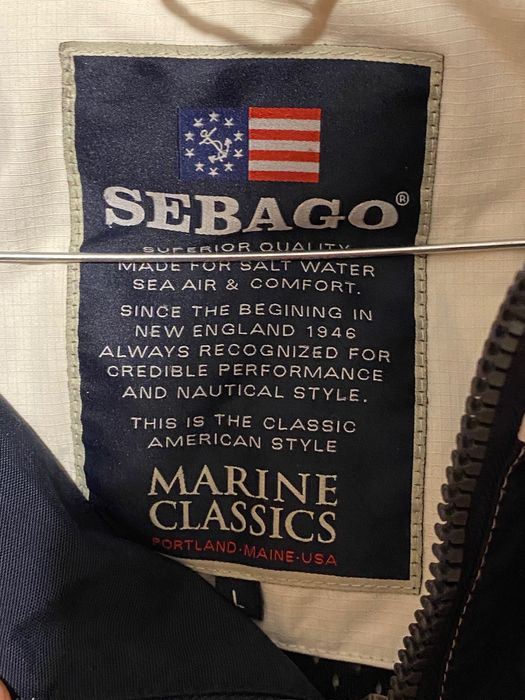 SEBAGO®
SUPERIOR QUALITY
MADE FOR SALT WATER
SEA AIR & COMFORT.
SINCE THE BEGINING IN
NEW ENGLAND 1946
ALWAYS RECOGNIZED FOR
CREDIBLE PERFORMANCE
AND NAUTICAL STYLE.
THIS IS THE CLASSIC
AMERICAN STYLE
MARINE
CLASSICS
PORTLAND·MAINE·USA
L